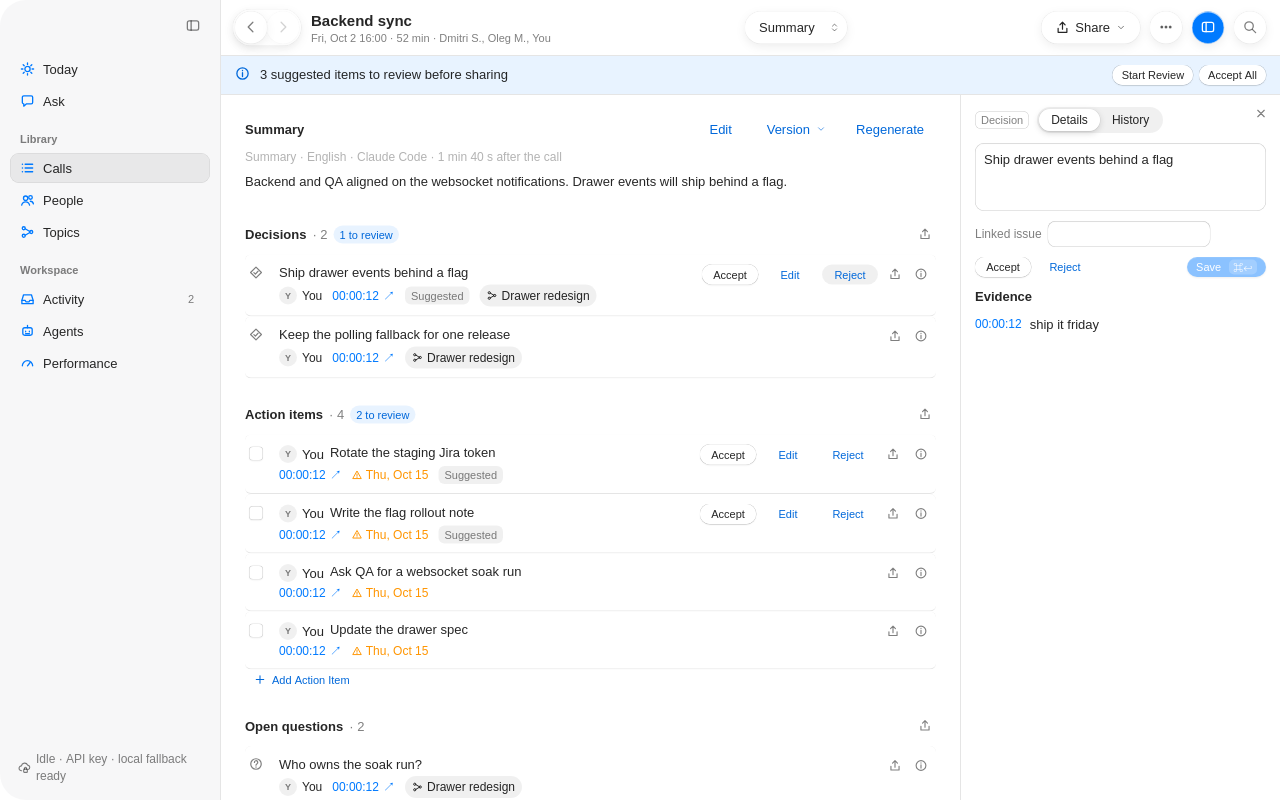 Today
Ask
Library
Calls
People
Topics
Workspace
Activity 2
Agents
Performance
Idle · API key · local fallback
ready
Backend sync
Fri, Oct 2 16:00 · 52 min · Dmitri S., Oleg M., You
Summary
Share
3 suggested items to review before sharing
Start Review
Accept All
Summary
Edit
Version
Regenerate
Summary · English · Claude Code · 1 min 40 s after the call
Backend and QA aligned on the websocket notifications. Drawer events will ship behind a flag.
Decisions · 2 1 to review
Ship drawer events behind a flag
Accept Edit Reject
Y You 00:00:12 ↗ Suggested Drawer redesign
Keep the polling fallback for one release
Y You 00:00:12 ↗ Drawer redesign
Action items · 4 2 to review
Y You Rotate the staging Jira token
Accept Edit Reject
00:00:12 ↗ Thu, Oct 15 Suggested
Y You Write the flag rollout note
Accept Edit Reject
00:00:12 ↗ Thu, Oct 15 Suggested
Y You Ask QA for a websocket soak run
00:00:12 ↗ Thu, Oct 15
Y You Update the drawer spec
00:00:12 ↗ Thu, Oct 15
Add Action Item
Open questions · 2
Who owns the soak run?
Y You 00:00:12 ↗ Drawer redesign
Decision Details History
Ship drawer events behind a flag
Linked issue
Accept Reject Save ⌘↩
Evidence
00:00:12 ship it friday